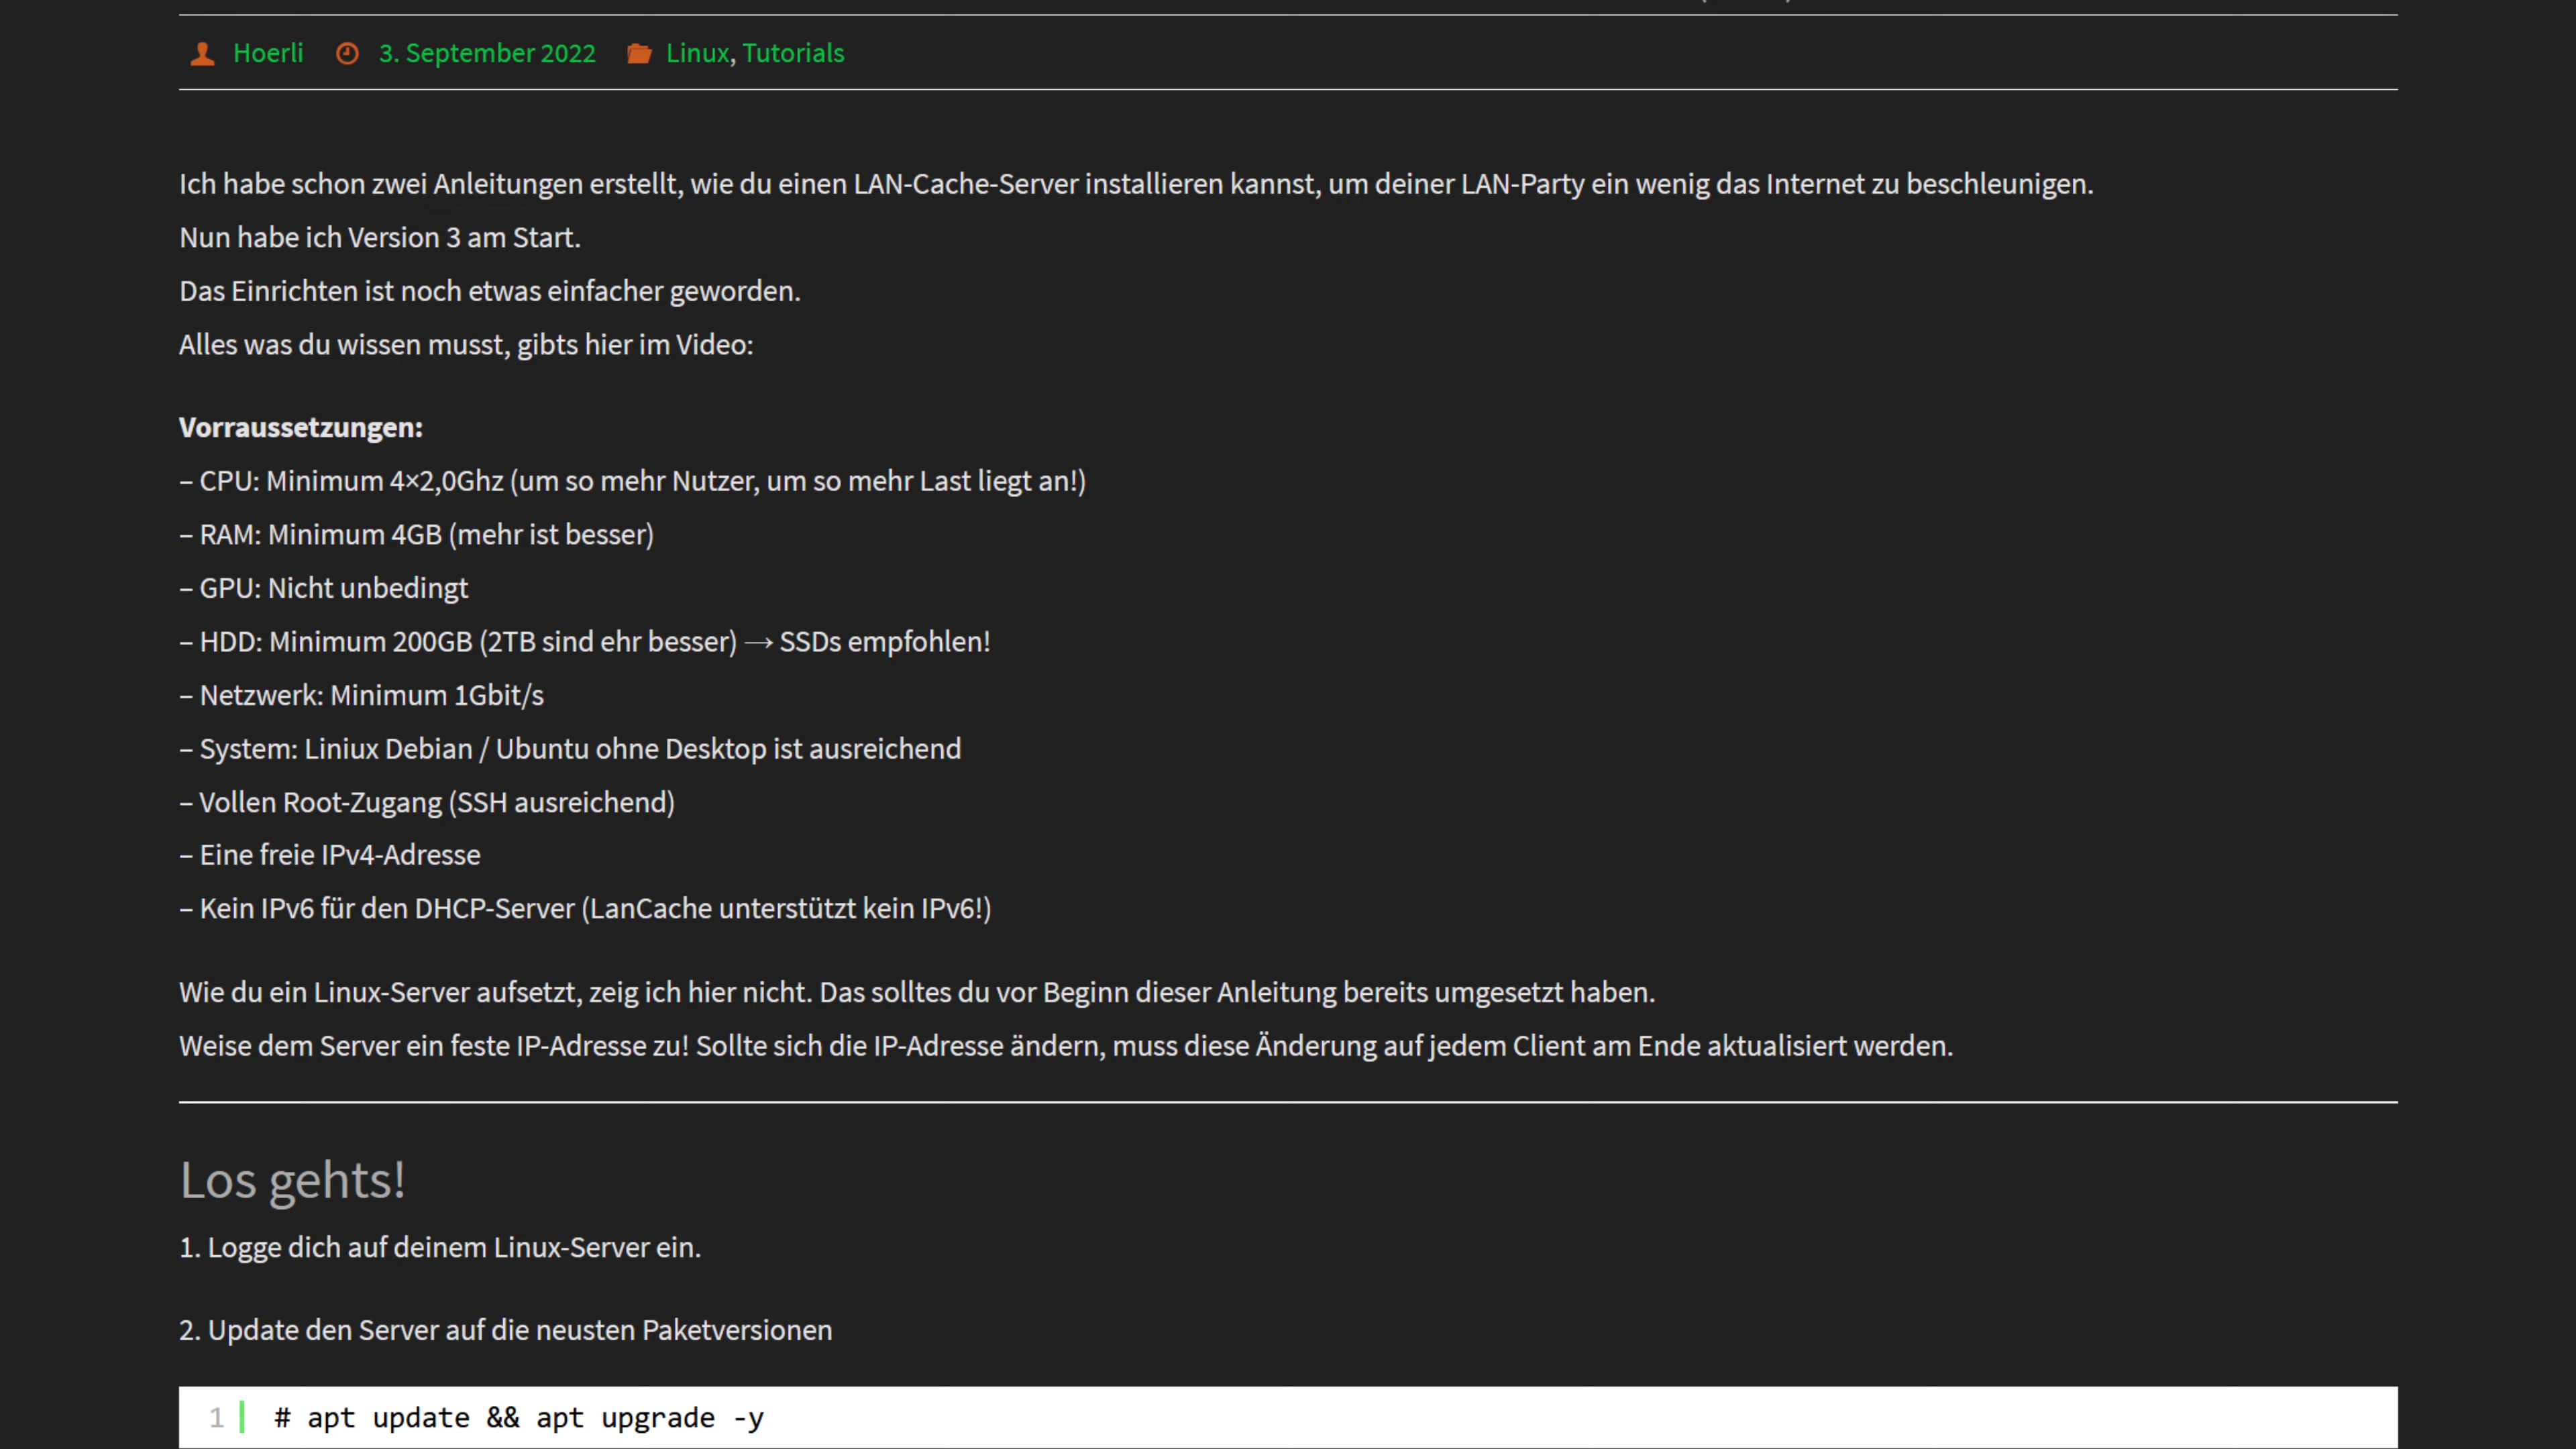 Hoerli 3. September 2022 Linux, Tutorials
Ich habe schon zwei Anleitungen erstellt, wie du einen LAN-Cache-Server installieren kannst, um deiner LAN-Party ein wenig das Internet zu beschleunigen.
Nun habe ich Version 3 am Start.
Das Einrichten ist noch etwas einfacher geworden.
Alles was du wissen musst, gibts hier im Video:
Vorraussetzungen:
– CPU: Minimum 4×2,0Ghz (um so mehr Nutzer, um so mehr Last liegt an!)
– RAM: Minimum 4GB (mehr ist besser)
– GPU: Nicht unbedingt
– HDD: Minimum 200GB (2TB sind ehr besser) → SSDs empfohlen!
– Netzwerk: Minimum 1Gbit/s
– System: Liniux Debian / Ubuntu ohne Desktop ist ausreichend
– Vollen Root-Zugang (SSH ausreichend)
– Eine freie IPv4-Adresse
– Kein IPv6 für den DHCP-Server (LanCache unterstützt kein IPv6!)
Wie du ein Linux-Server aufsetzt, zeig ich hier nicht. Das solltes du vor Beginn dieser Anleitung bereits umgesetzt haben.
Weise dem Server ein feste IP-Adresse zu! Sollte sich die IP-Adresse ändern, muss diese Änderung auf jedem Client am Ende aktualisiert werden.
Los gehts!
1. Logge dich auf deinem Linux-Server ein.
2. Update den Server auf die neusten Paketversionen
1 # apt update && apt upgrade -y